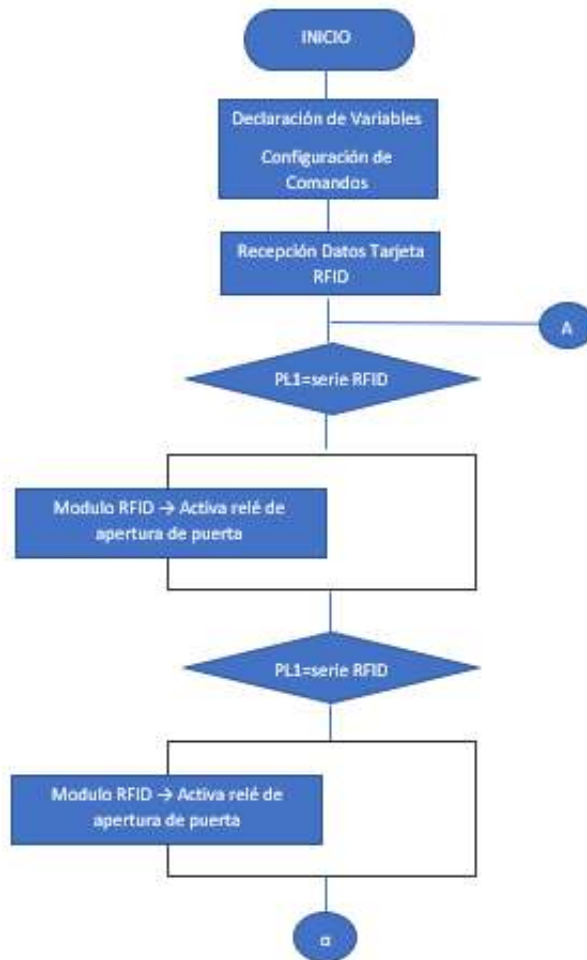 INICIO
Declaración de Variables
Configuración de
Comandos
Recepción Datos Tarjeta
RFID
A
PL1=serie RFID
Modulo RFID → Activa relé de
apertura de puerta
PL1=serie RFID
Modulo RFID → Activa relé de
apertura de puerta
α